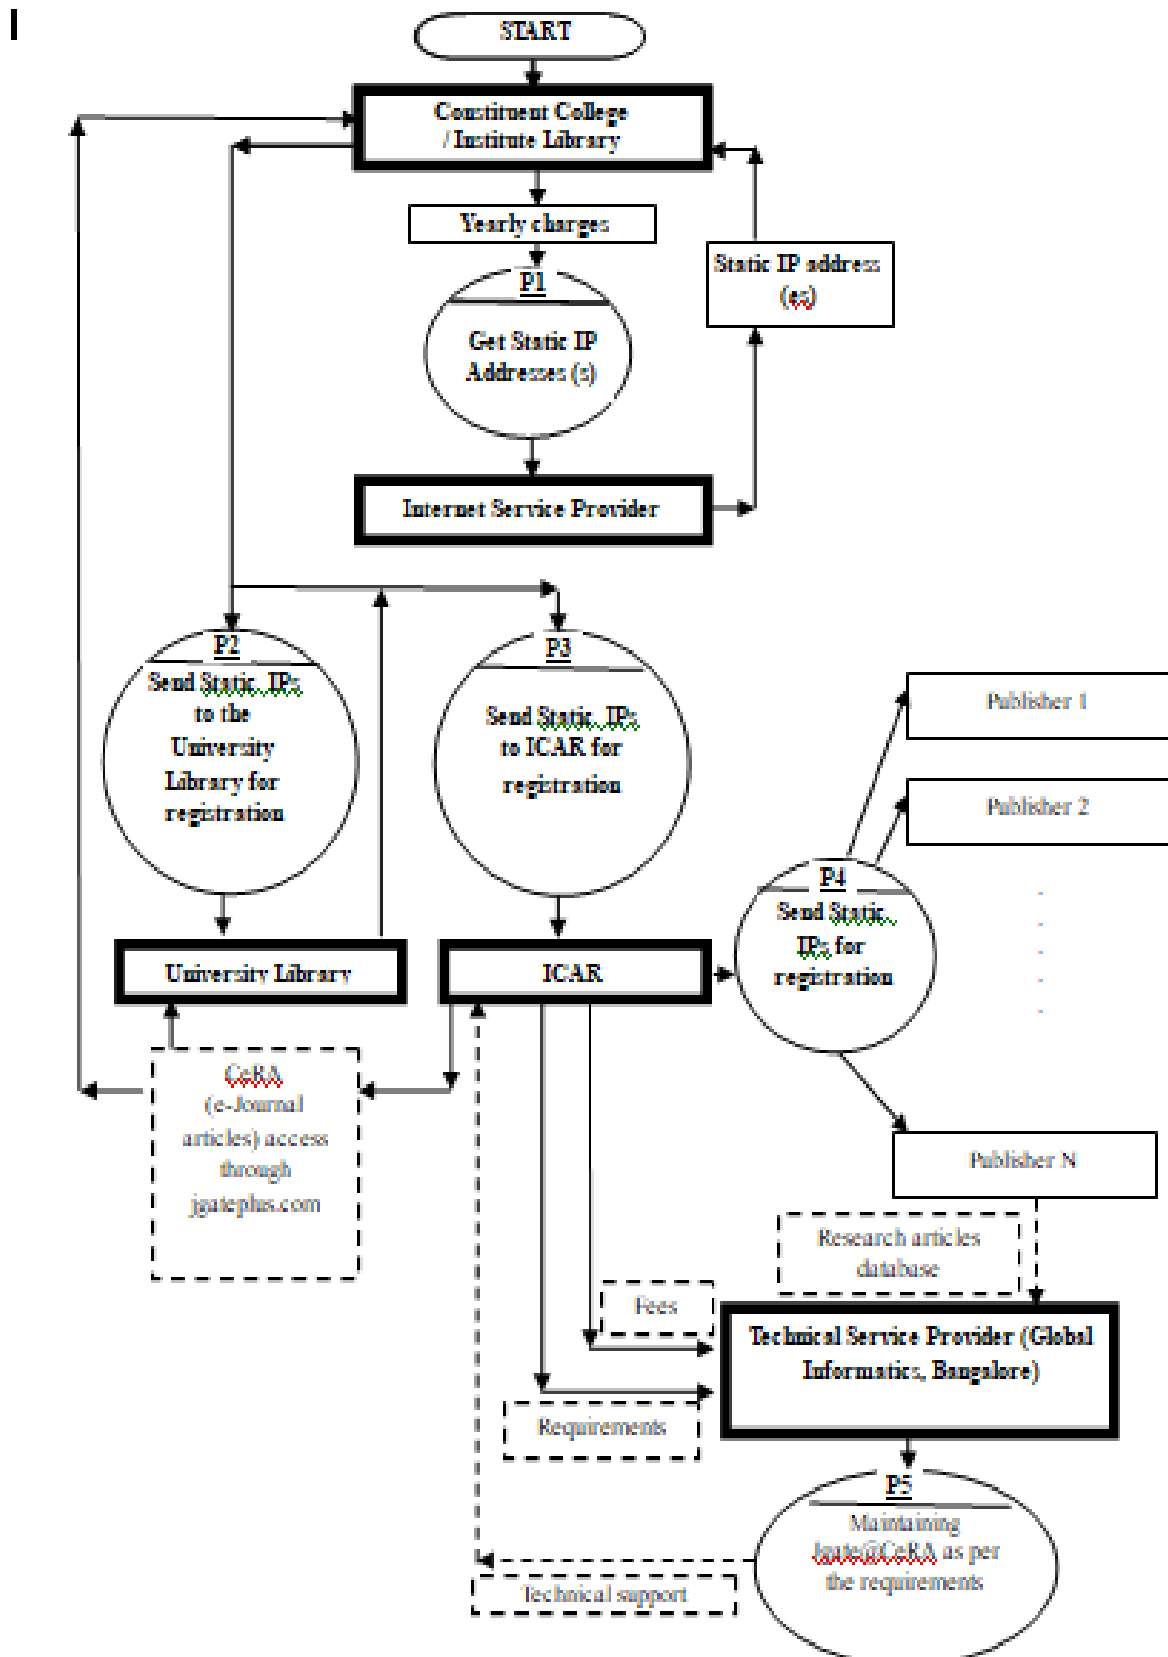 I
START
Constituent College
/ Institute Library
Yearly charges
Static IP address
(es)
P1
Get Static IP
Addresses (s)
Internet Service Provider
P2
Send Static IPs
to the
University
Library for
registration
P3
Send Static IPs
to ICAR for
registration
Publisher 1
Publisher 2
P4
Send Static
IPs for
registration
University Library
ICAR
CeRA
(e-Journal
articles) access
through
jgateplus.com
Publisher N
Research articles
database
Fees
Technical Service Provider (Global
Informatics, Bangalore)
Requirements
P5
Maintaining
Jgate@CeRA as per
the requirements
Technical support